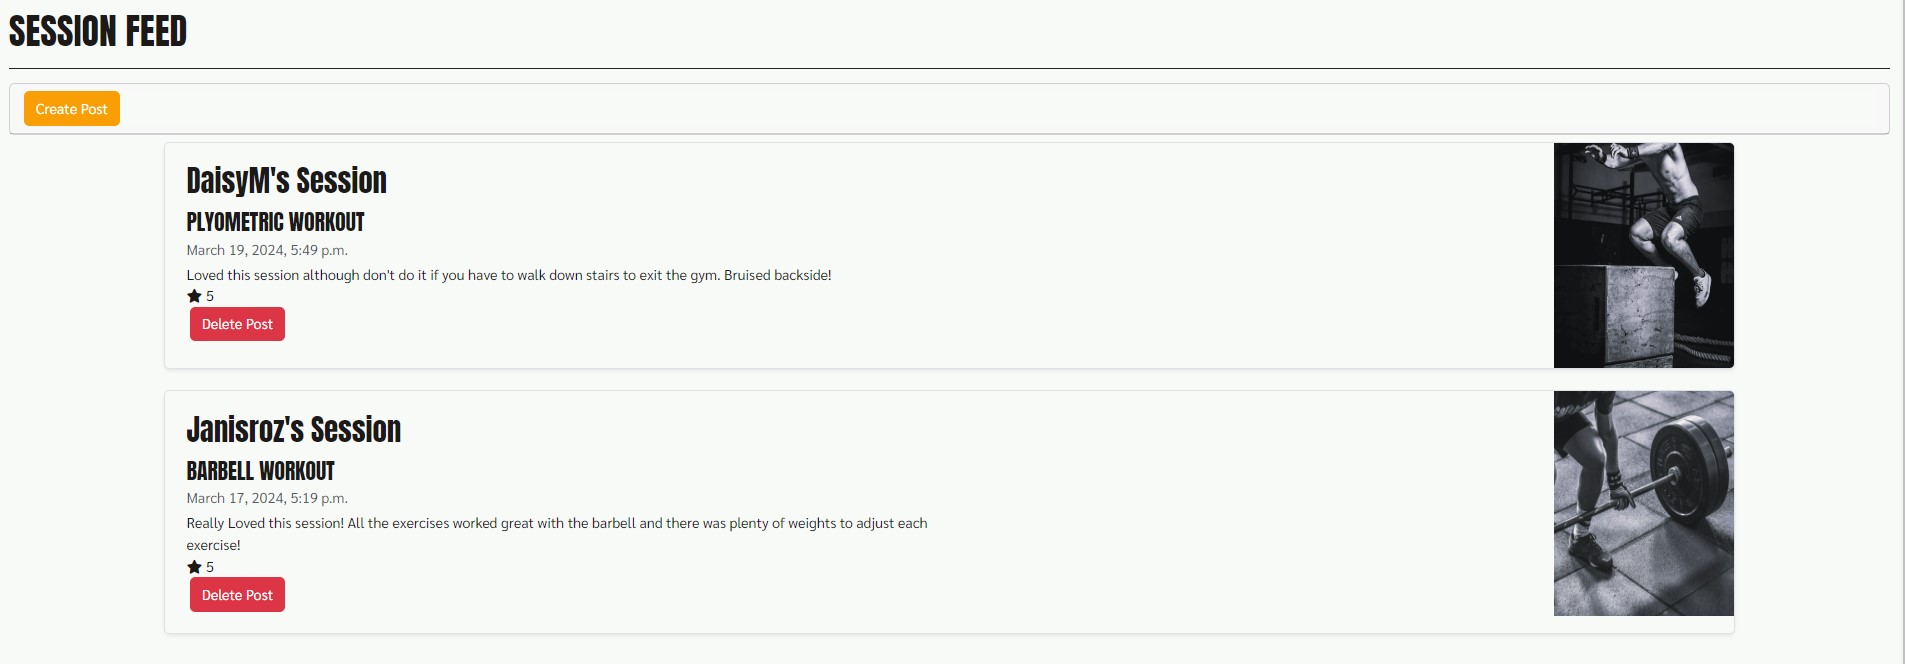 SESSION FEED
Create Post
DaisyM's Session
PLYOMETRIC WORKOUT
March 19, 2024, 5:49 p.m.
Loved this session although don't do it if you have to walk down stairs to exit the gym. Bruised backside!
5
Delete Post
Janisroz's Session
BARBELL WORKOUT
March 17, 2024, 5:19 p.m.
Really Loved this session! All the exercises worked great with the barbell and there was plenty of weights to adjust each
exercise!
5
Delete Post